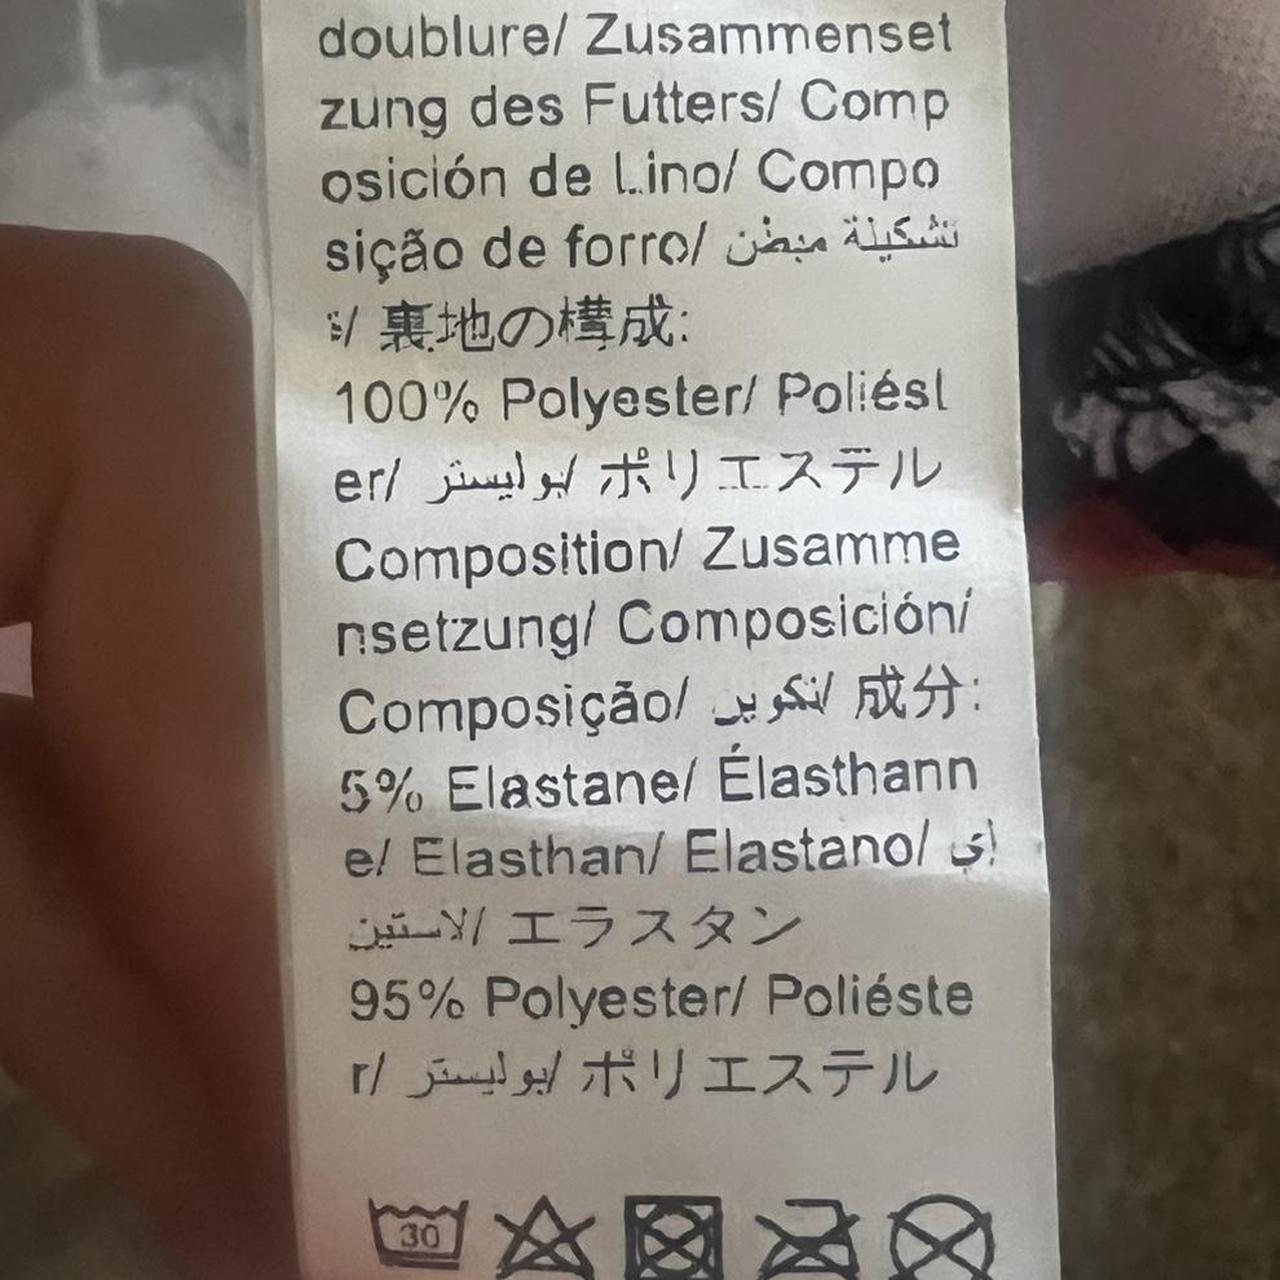 doublure/ Zusammenset
zung des Futters/ Comp
osición de Lino/ Compo
sição de forro/ تشكيلة مبطن
:/ 裏地の構成:
100% Polyester/ Poliést
er/ بوليستر/ ポリエステル
Composition/ Zusamme
nsetzung/ Composición/
Composição/ تكوين/ 成分:
5% Elastane/ Élasthann
e/ Elasthan/ Elastano/ إي
لاستين/ エラスタン
95% Polyester/ Poliéste
r/ بوليستر/ ポリエステル
30